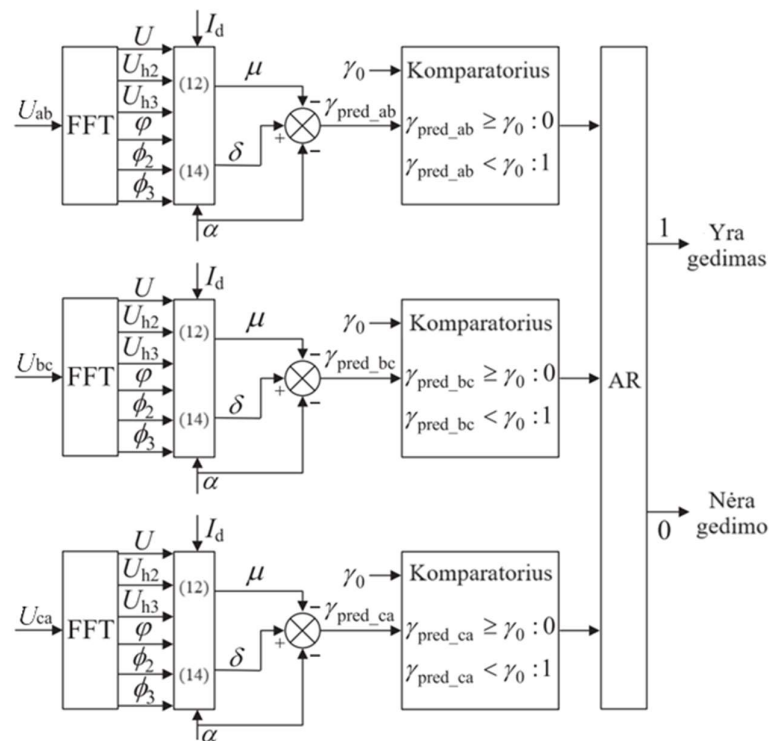 I_d
U
U_h2
(12)
μ
γ_0
Komparatorius
U_h3
−
U_ab
FFT
φ
γ_pred_ab
γ_pred_ab ≥ γ_0 : 0
ϕ_2
δ
+
−
γ_pred_ab < γ_0 : 1
(14)
ϕ_3
α
1
Yra
gedimas
I_d
U
U_h2
(12)
μ
γ_0
Komparatorius
U_h3
−
U_bc
FFT
φ
γ_pred_bc
γ_pred_bc ≥ γ_0 : 0
AR
ϕ_2
δ
+
−
γ_pred_bc < γ_0 : 1
(14)
ϕ_3
α
0
Nėra
gedimo
I_d
U
U_h2
(12)
μ
γ_0
Komparatorius
U_h3
−
U_ca
FFT
φ
γ_pred_ca
γ_pred_ca ≥ γ_0 : 0
ϕ_2
δ
+
−
γ_pred_ca < γ_0 : 1
(14)
ϕ_3
α